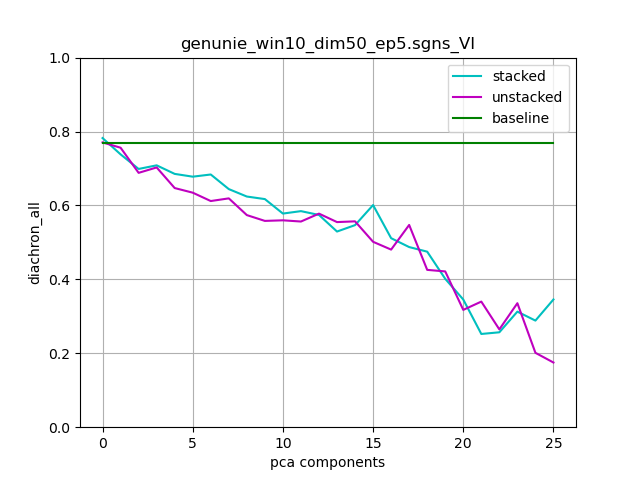 genunie_win10_dim50_ep5.sgns_VI
stacked
unstacked
baseline
diachron_all
1.0
0.8
0.6
0.4
0.2
0.0
0 5 10 15 20 25
pca components